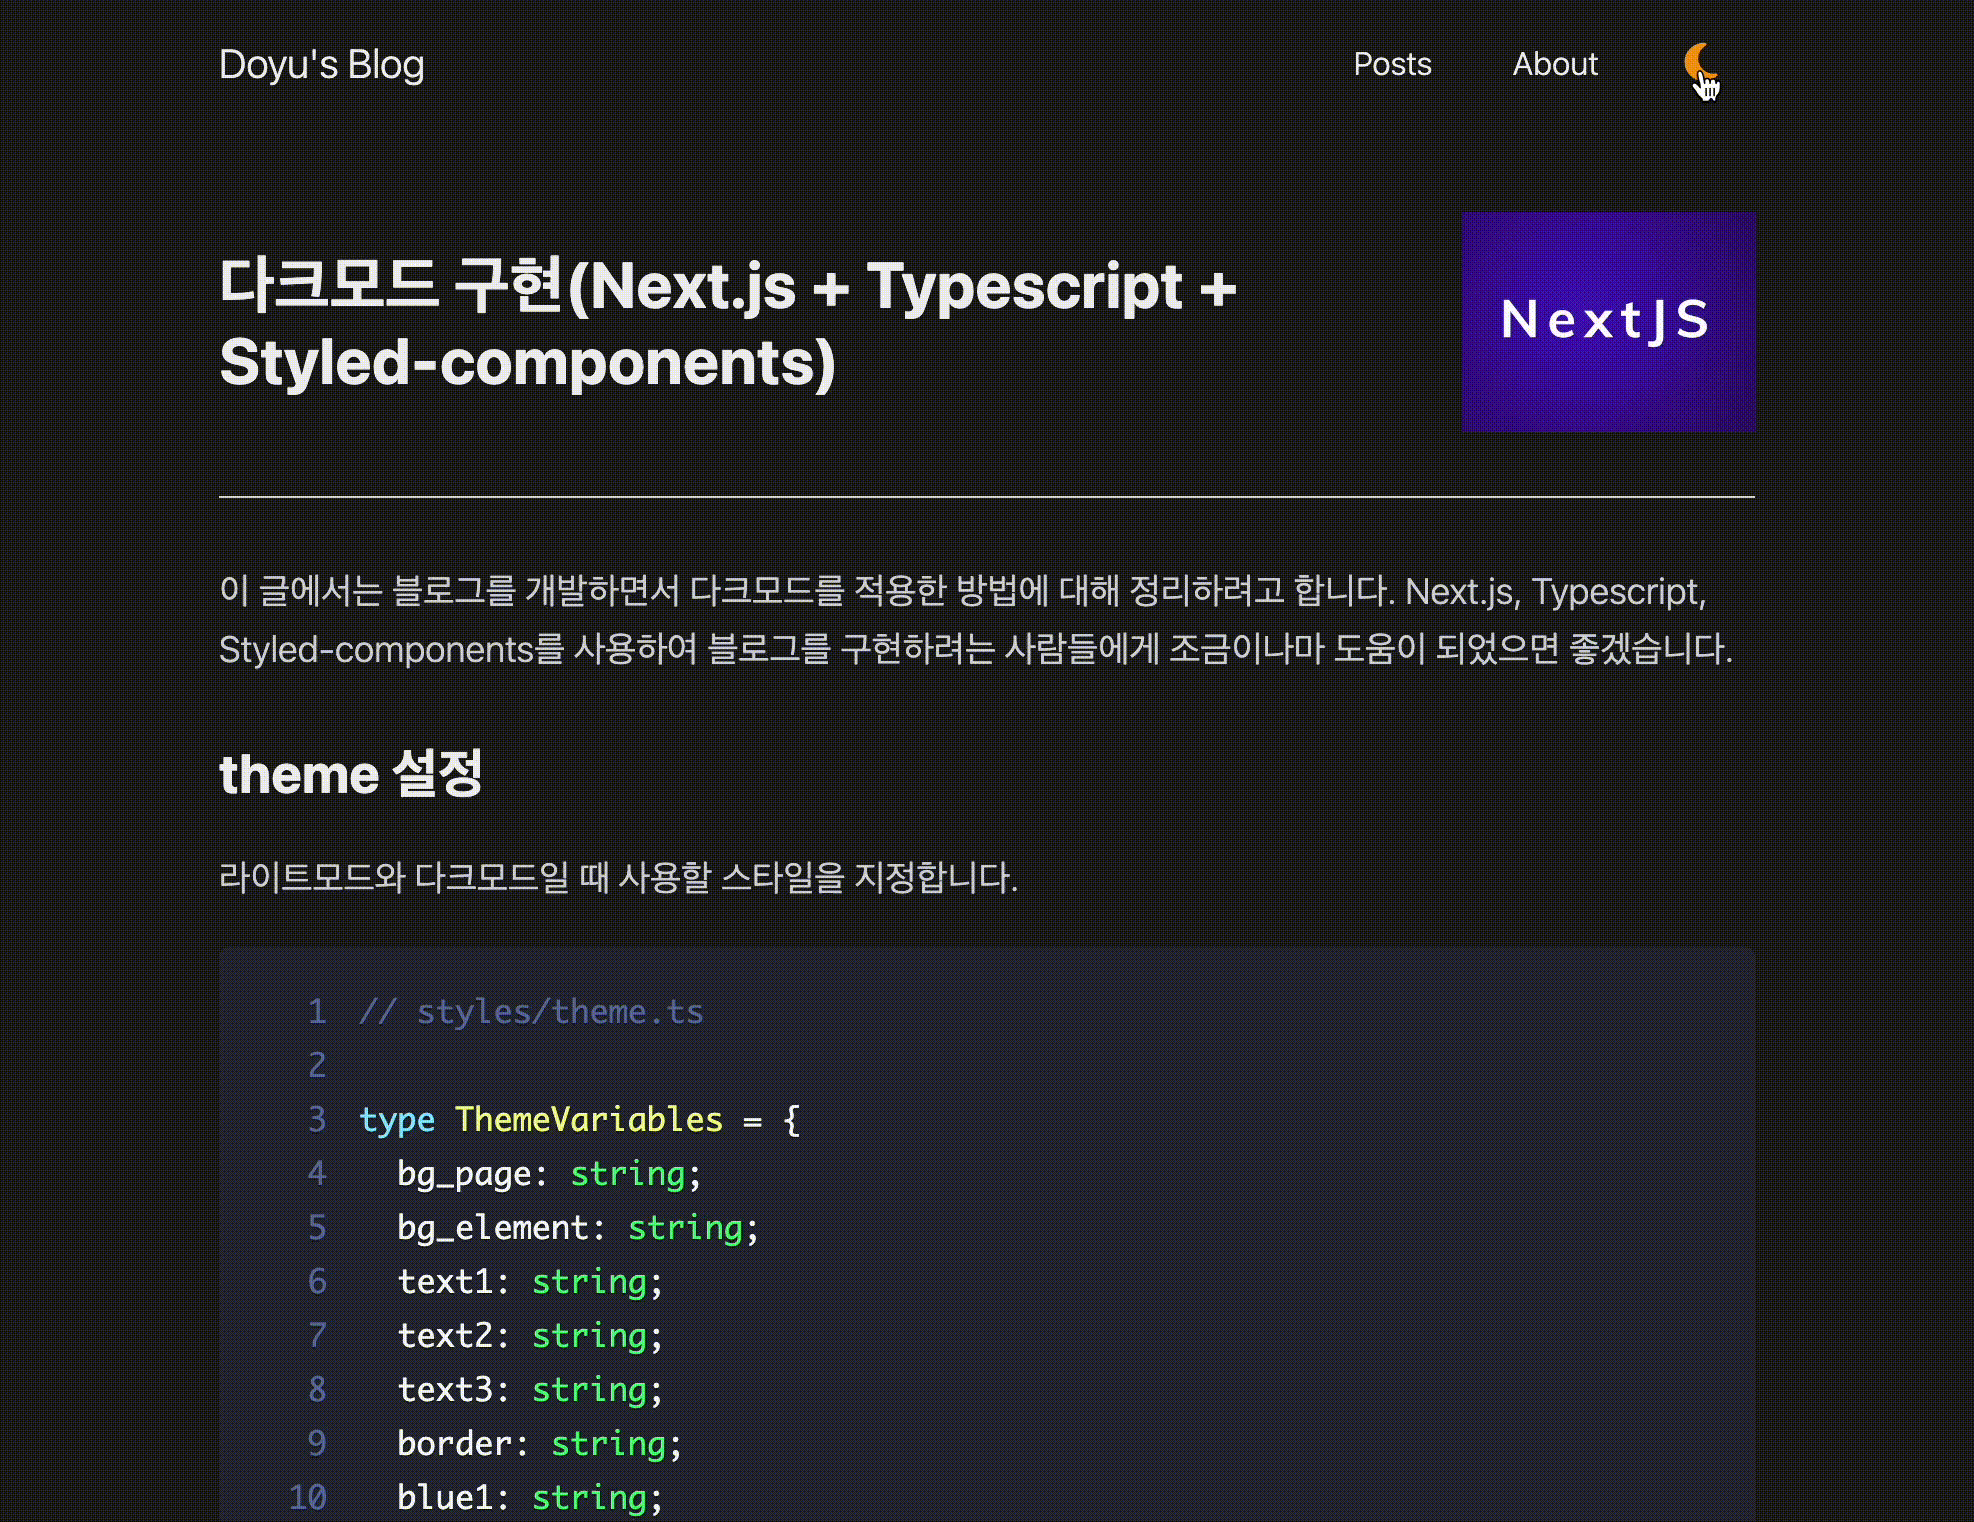 Doyu's Blog
Posts
About
다크모드 구현(Next.js + Typescript +
Styled-components)
NextJS
이 글에서는 블로그를 개발하면서 다크모드를 적용한 방법에 대해 정리하려고 합니다. Next.js, Typescript,
Styled-components를 사용하여 블로그를 구현하려는 사람들에게 조금이나마 도움이 되었으면 좋겠습니다.
theme 설정
라이트모드와 다크모드일 때 사용할 스타일을 지정합니다.
1 // styles/theme.ts
2
3 type ThemeVariables = {
4 bg_page: string;
5 bg_element: string;
6 text1: string;
7 text2: string;
8 text3: string;
9 border: string;
10 blue1: string;